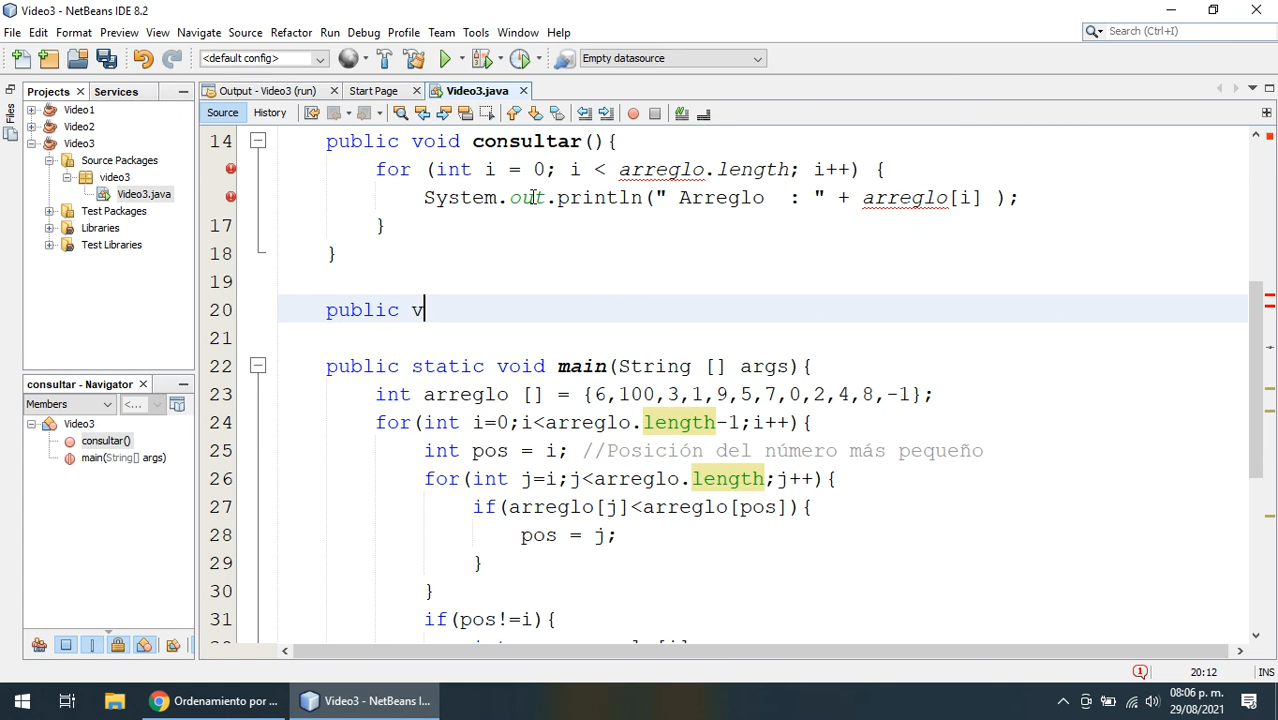 Video3 - NetBeans IDE 8.2
File Edit Format Preview View Navigate Source Refactor Run Debug Profile Team Tools Window Help
Search (Ctrl+I)
<default config>
Empty datasource
Projects
Services
Output - Video3 (run)
Start Page
Video3.java
Files
Video1
Video2
Video3
Source Packages
video3
Video3.java
Test Packages
Libraries
Test Libraries
Source
History
14 public void consultar(){
for (int i = 0; i < arreglo.length; i++) {
System.out.println(" Arreglo  : " + arreglo[i] );
17 }
18 }
19
20 public v
21
22 public static void main(String [] args){
23 int arreglo [] = {6,100,3,1,9,5,7,0,2,4,8,-1};
24 for(int i=0;i<arreglo.length-1;i++){
25 int pos = i; //Posición del número más pequeño
26 for(int j=i;j<arreglo.length;j++){
27 if(arreglo[j]<arreglo[pos]){
28 pos = j;
29 }
30 }
31 if(pos!=i){
consultar - Navigator
Members
<...
Video3
consultar()
main(String[] args)
20:12
INS
Ordenamiento por ...
Video3 - NetBeans I...
08:06 p. m.
29/08/2021